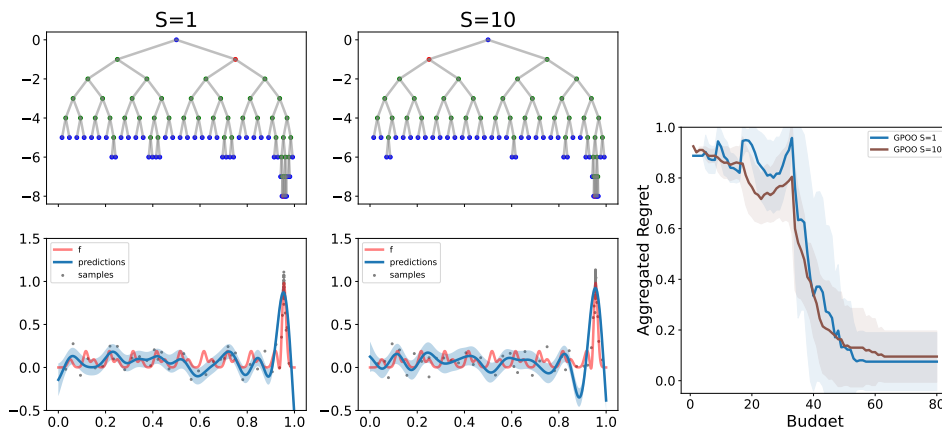 S=1
S=10
0
−2
−4
−6
−8
0
−2
−4
−6
−8
1.5
1.0
0.5
0.0
−0.5
f
predictions
samples
0.0 0.2 0.4 0.6 0.8 1.0
1.5
1.0
0.5
0.0
−0.5
f
predictions
samples
0.0 0.2 0.4 0.6 0.8 1.0
Aggregated Regret
1.0
0.8
0.6
0.4
0.2
0.0
GPOO S=1
GPOO S=10
0 20 40 60 80
Budget